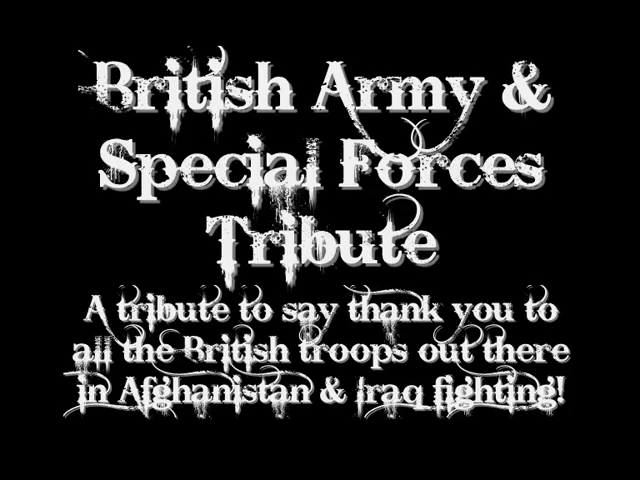 British Army &
Special Forces
Tribute
A tribute to say thank you to
all the British troops out there
in Afghanistan & Iraq fighting!